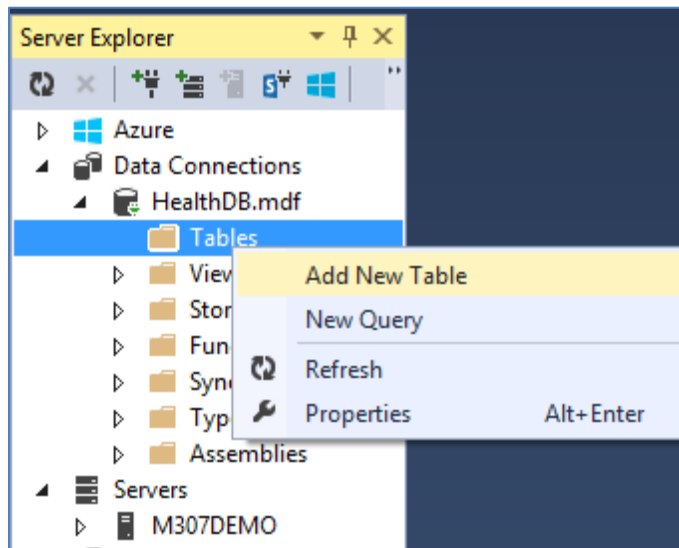 Server Explorer
Azure
Data Connections
HealthDB.mdf
Tables
Add New Table
New Query
Refresh
Properties Alt+Enter
Assemblies
Servers
M307DEMO